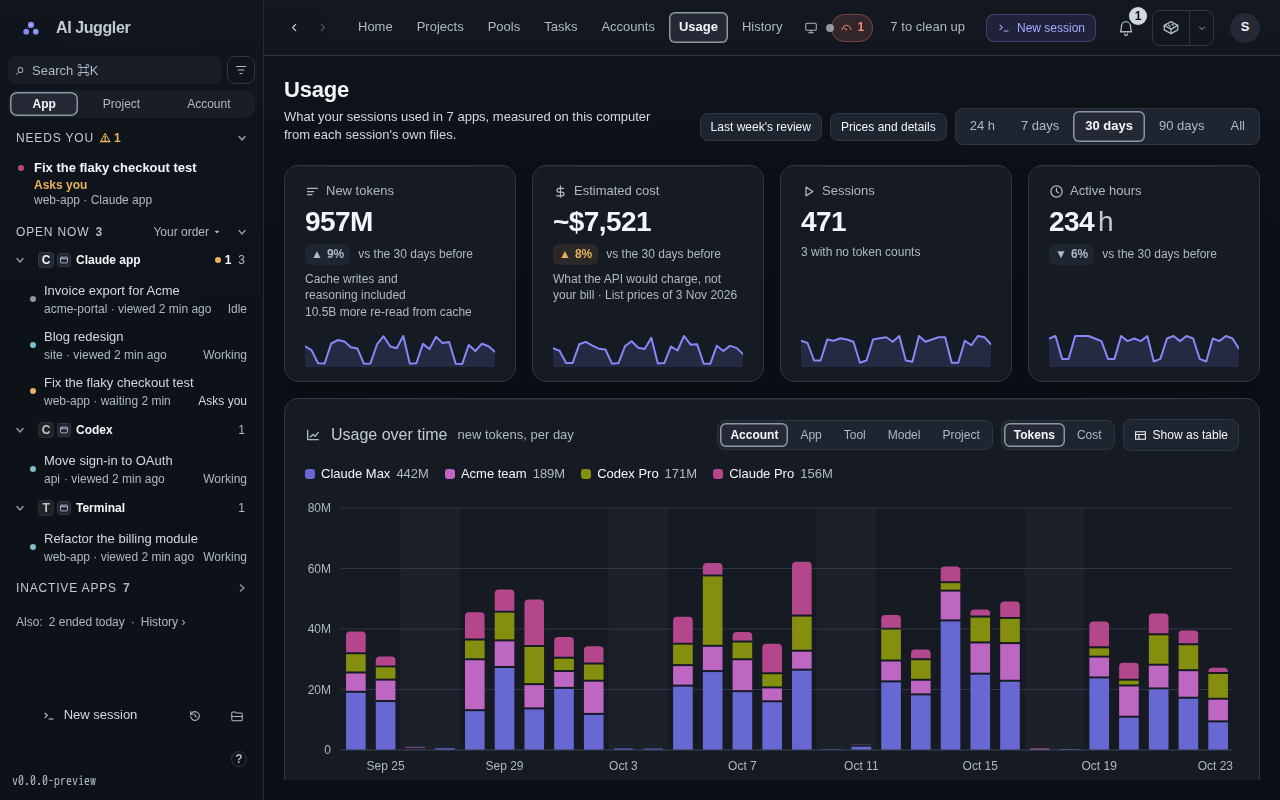 AI Juggler
Search ⌘K
App Project Account
NEEDS YOU 1
Fix the flaky checkout test
Asks you
web-app · Claude app
OPEN NOW 3 Your order
C Claude app 1 3
Invoice export for Acme
acme-portal · viewed 2 min ago Idle
Blog redesign
site · viewed 2 min ago Working
Fix the flaky checkout test
web-app · waiting 2 min Asks you
C Codex 1
Move sign-in to OAuth
api · viewed 2 min ago Working
T Terminal 1
Refactor the billing module
web-app · viewed 2 min ago Working
INACTIVE APPS 7
Also: 2 ended today · History ›
New session
?
v0.0.0-preview
Home Projects Pools Tasks Accounts Usage History 1 7 to clean up New session 1 S
Usage
What your sessions used in 7 apps, measured on this computer
from each session's own files.
Last week's review Prices and details 24 h 7 days 30 days 90 days All
New tokens
957M
▲ 9% vs the 30 days before
Cache writes and
reasoning included
10.5B more re-read from cache
Estimated cost
~$7,521
▲ 8% vs the 30 days before
What the API would charge, not
your bill · List prices of 3 Nov 2026
Sessions
471
3 with no token counts
Active hours
234 h
▼ 6% vs the 30 days before
Usage over time new tokens, per day
Account App Tool Model Project Tokens Cost Show as table
Claude Max 442M Acme team 189M Codex Pro 171M Claude Pro 156M
80M
60M
40M
20M
0
Sep 25 Sep 29 Oct 3 Oct 7 Oct 11 Oct 15 Oct 19 Oct 23